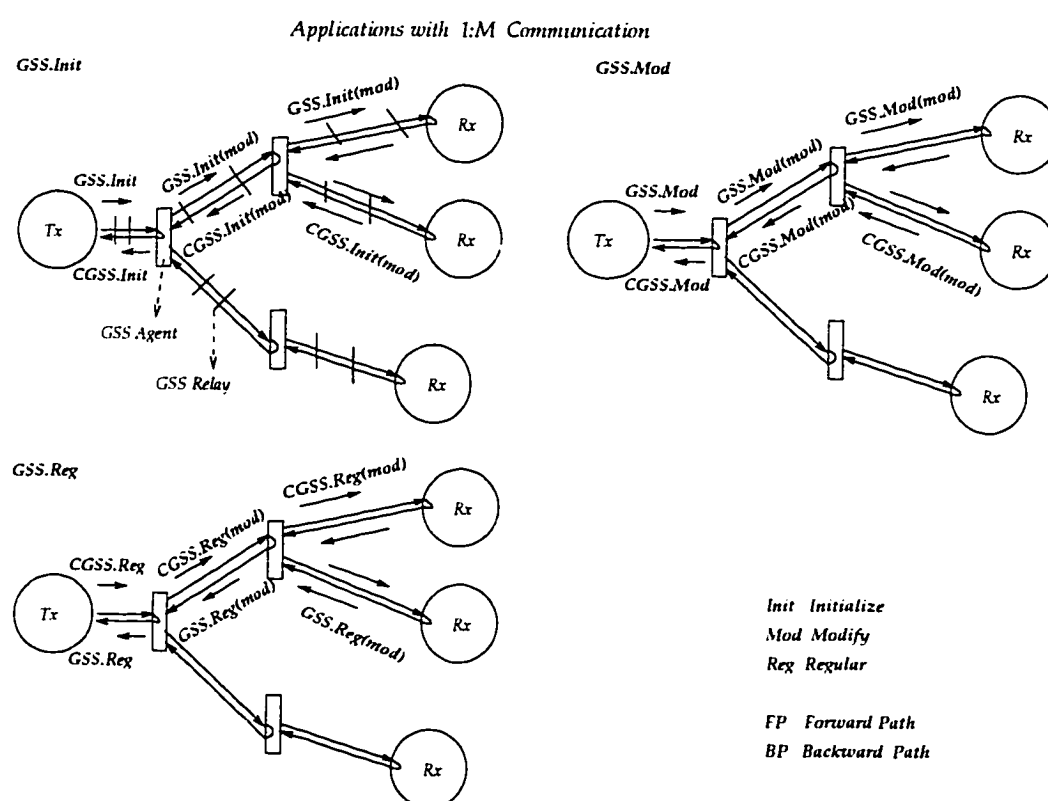 Applications with 1:M Communication
GSS.Init
GSS.Init(mod)
Rx
GSS.Init(mod)
GSS.Init
Tx
CGSS.Init
CGSS.Init(mod)
CGSS.Init(mod)
Rx
GSS Agent
GSS Relay
Rx
GSS.Mod
GSS.Mod(mod)
Rx
GSS.Mod(mod)
GSS.Mod
Tx
CGSS.Mod
CGSS.Mod(mod)
CGSS.Mod(mod)
Rx
Rx
GSS.Reg
CGSS.Reg(mod)
Rx
CGSS.Reg(mod)
CGSS.Reg
Tx
GSS.Reg
GSS.Reg(mod)
GSS.Reg(mod)
Rx
Rx
Init Initialize
Mod Modify
Reg Regular
FP Forward Path
BP Backward Path